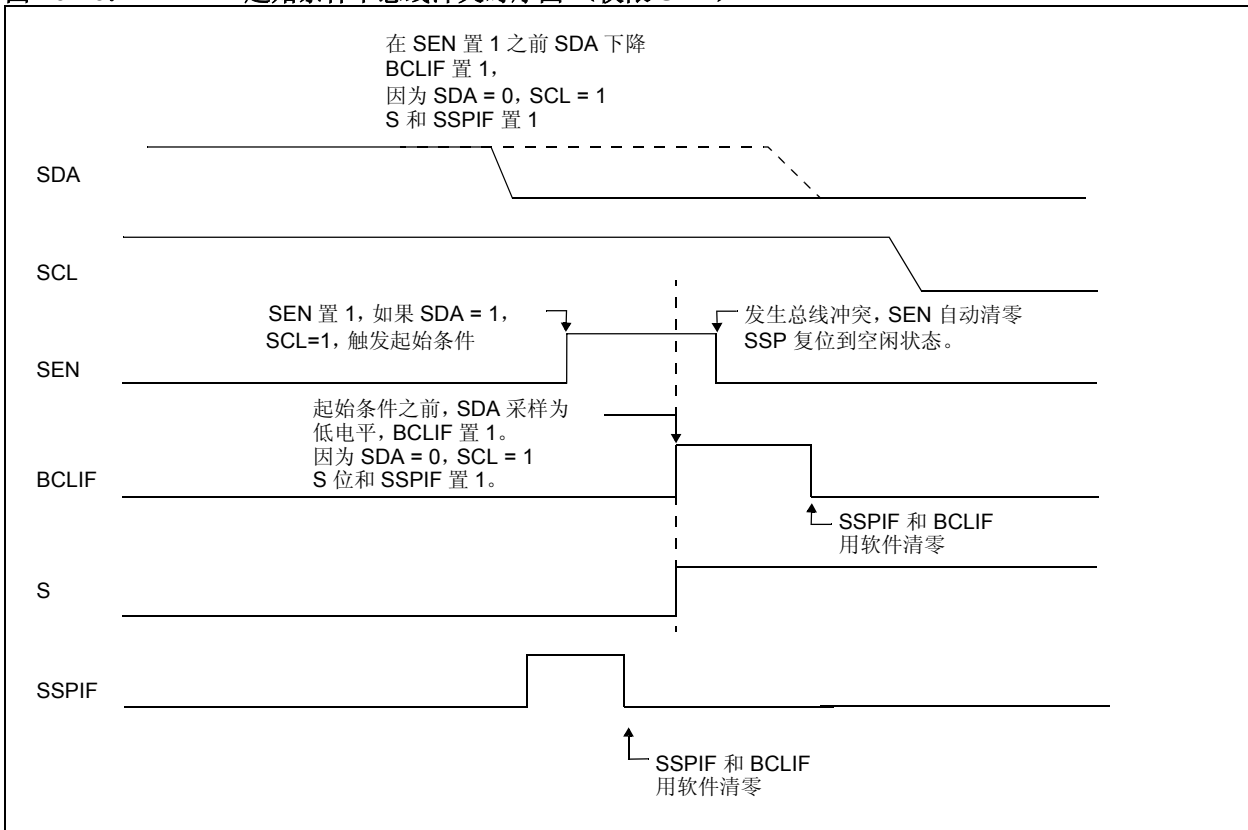 在 SEN 置 1 之前 SDA 下降
BCLIF 置 1，
因为 SDA = 0，SCL = 1
S 和 SSPIF 置 1
SDA
SCL
SEN 置 1，如果 SDA = 1，
SCL=1，触发起始条件
发生总线冲突，SEN 自动清零
SSP 复位到空闲状态。
SEN
起始条件之前，SDA 采样为
低电平，BCLIF 置 1。
因为 SDA = 0，SCL = 1
S 位和 SSPIF 置 1。
BCLIF
SSPIF 和 BCLIF
用软件清零
S
SSPIF
SSPIF 和 BCLIF
用软件清零